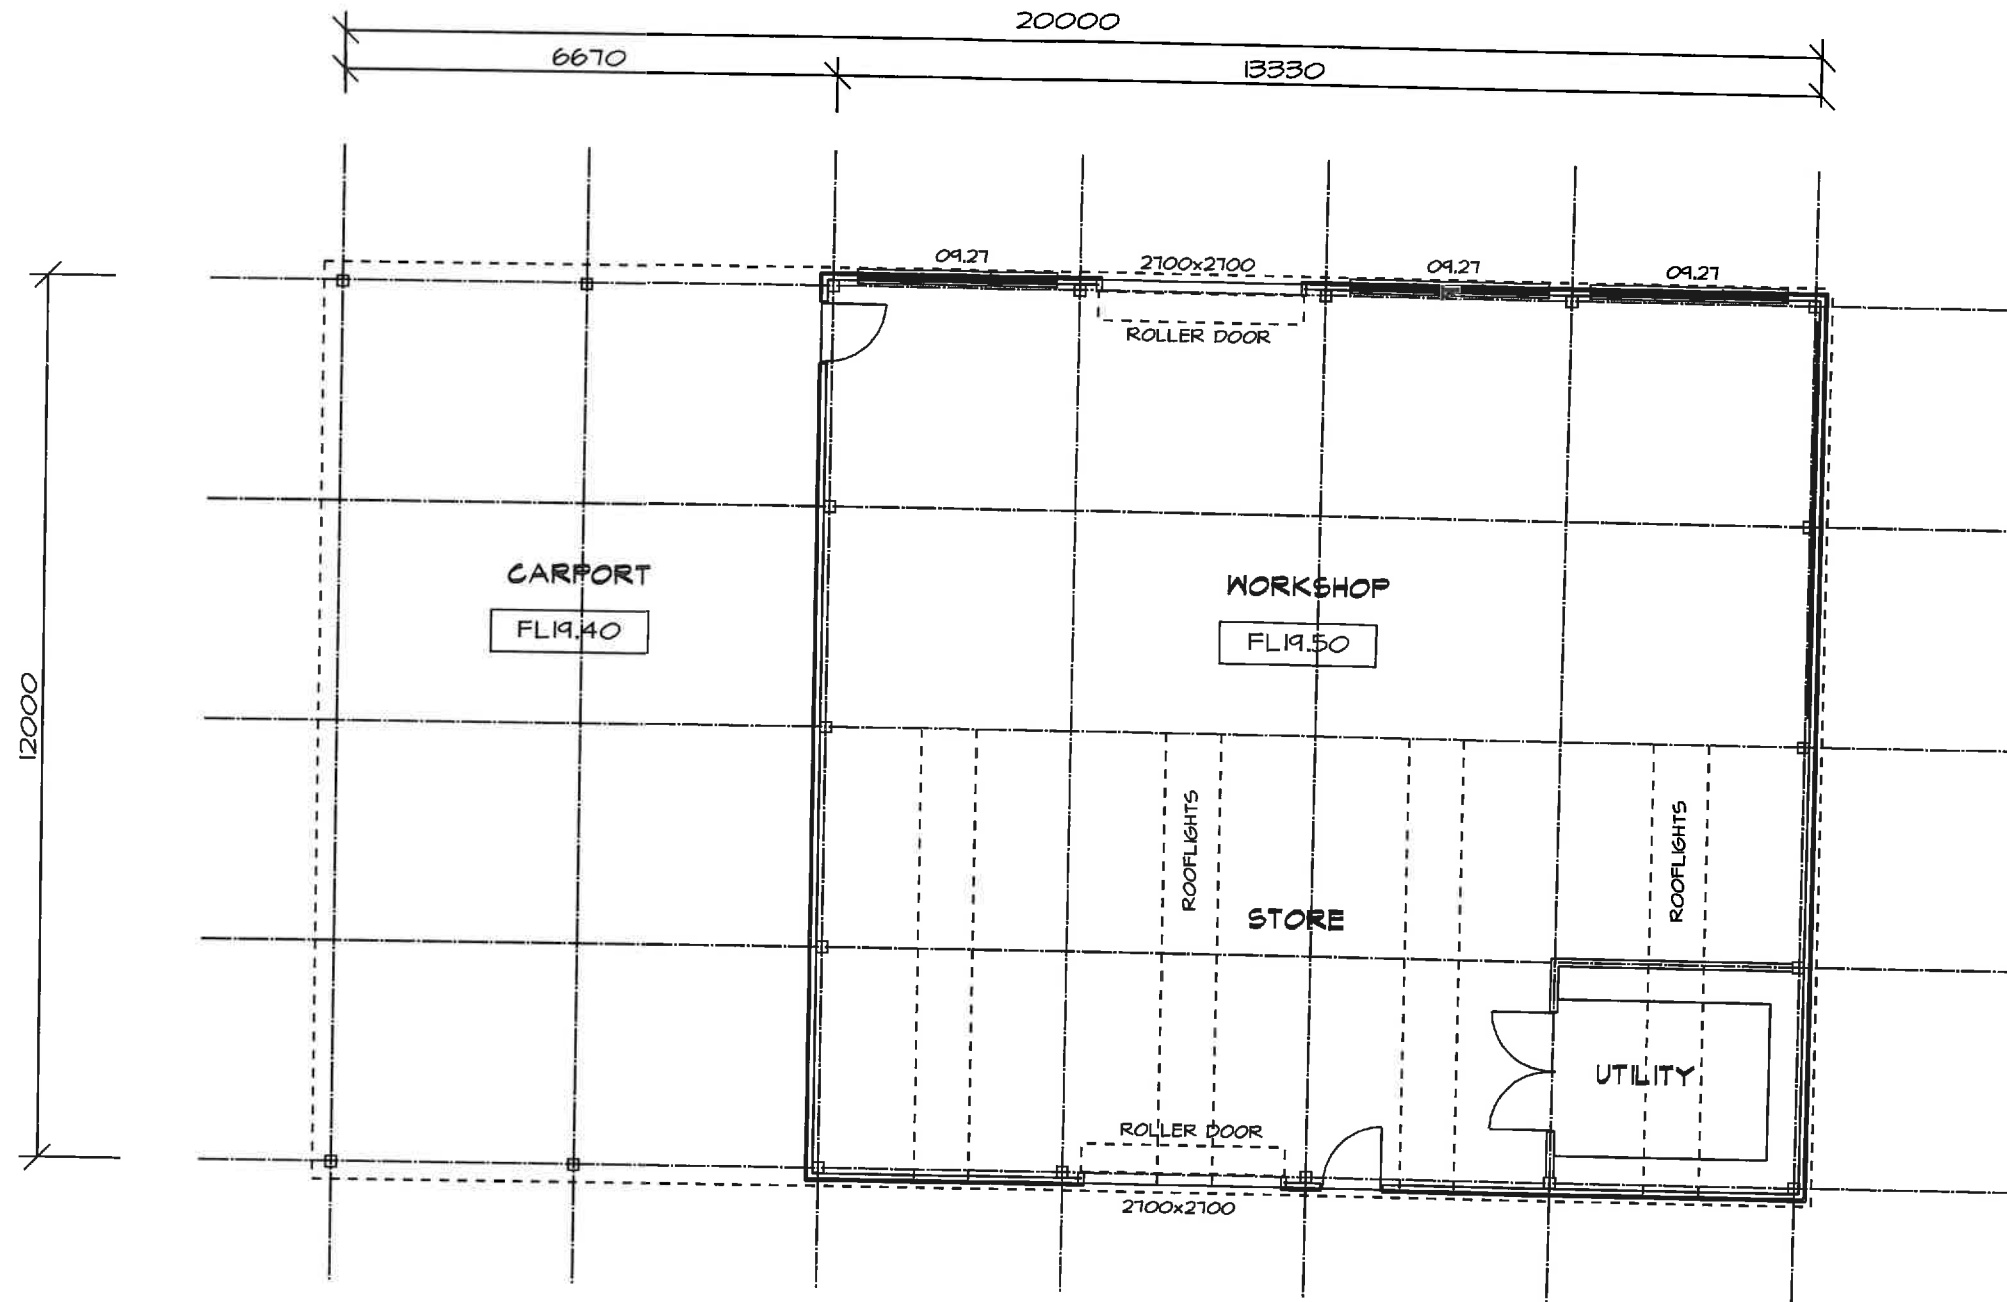 20000
6670
13330
09.27
2700x2700
09.27
09.27
ROLLER DOOR
CARPORT
FL19.40
WORKSHOP
FL19.50
12000
ROOFLIGHTS
ROOFLIGHTS
STORE
UTILITY
ROLLER DOOR
2700x2700